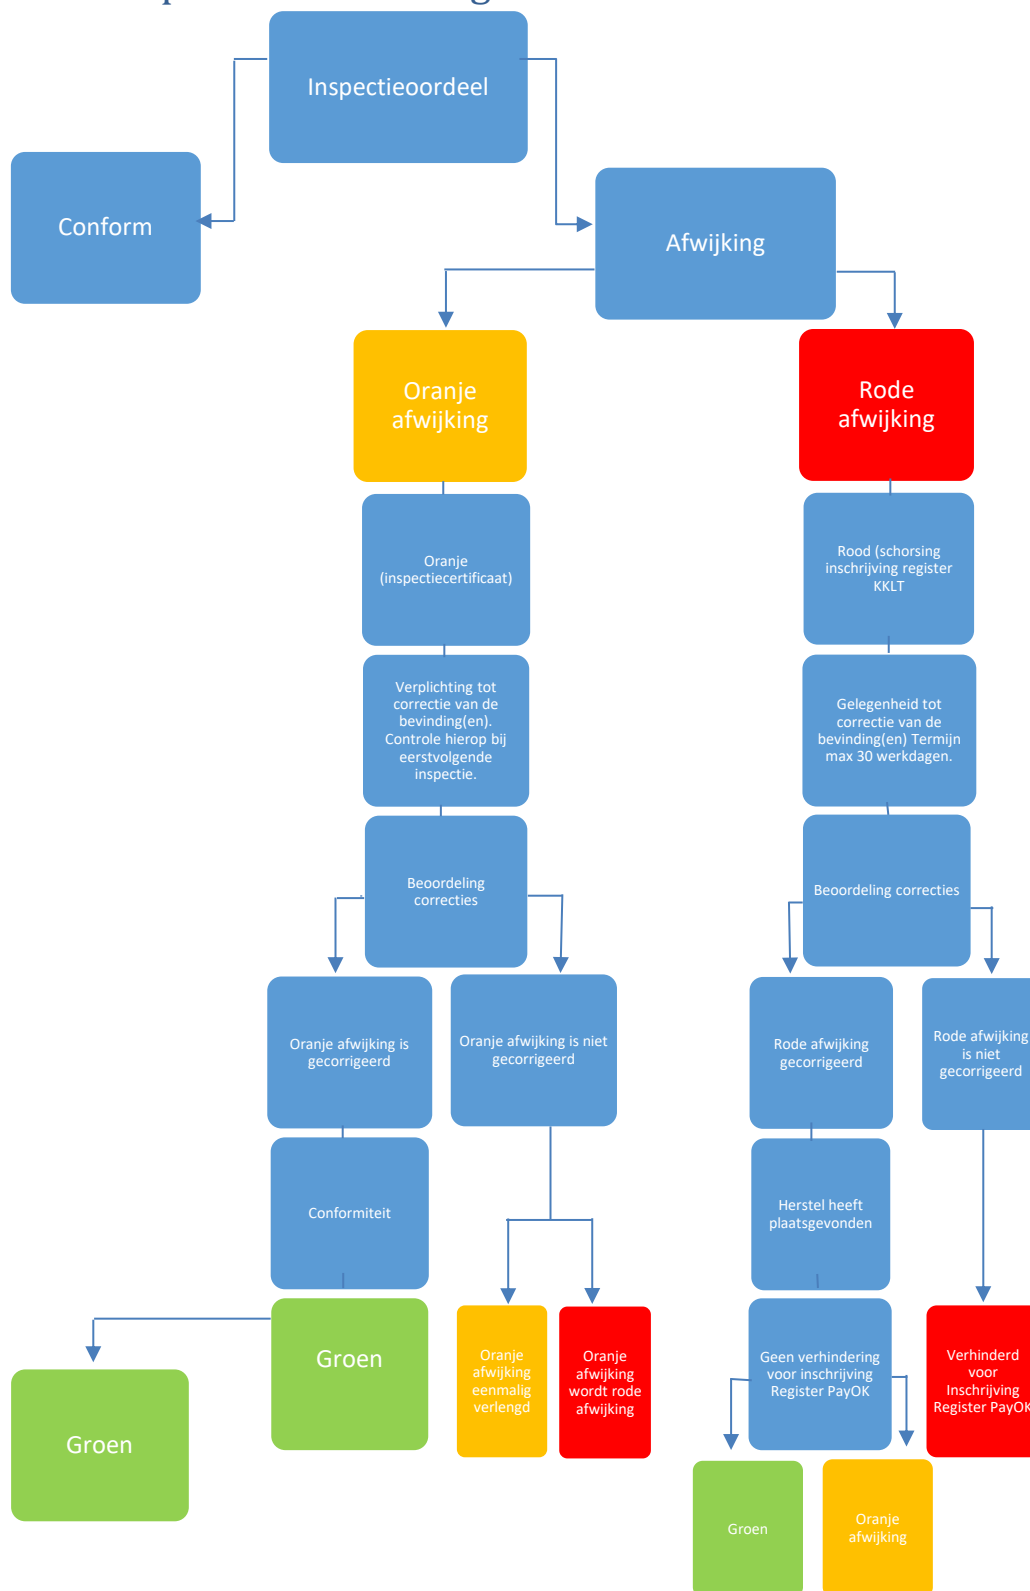 Inspectieoordeel
Conform
Afwijking
Oranje
afwijking
Rode
afwijking
Oranje
(inspectiecertificaat)
Rood (schorsing
inschrijving register
KKLT
Verplichting tot
correctie van de
bevinding(en).
Controle hierop bij
eerstvolgende
inspectie.
Gelegenheid tot
correctie van de
bevinding(en) Termijn
max 30 werkdagen.
Beoordeling
correcties
Beoordeling correcties
Oranje afwijking is
gecorrigeerd
Oranje afwijking is niet
gecorrigeerd
Rode afwijking
gecorrigeerd
Rode afwijking
is niet
gecorrigeerd
Conformiteit
Herstel heeft
plaatsgevonden
Groen
Oranje
afwijking
eenmalig
verlengd
Oranje
afwijking
wordt rode
afwijking
Geen verhindering
voor inschrijving
Register PayOK
Verhinderd
voor
Inschrijving
Register PayOK
Groen
Groen
Oranje
afwijking